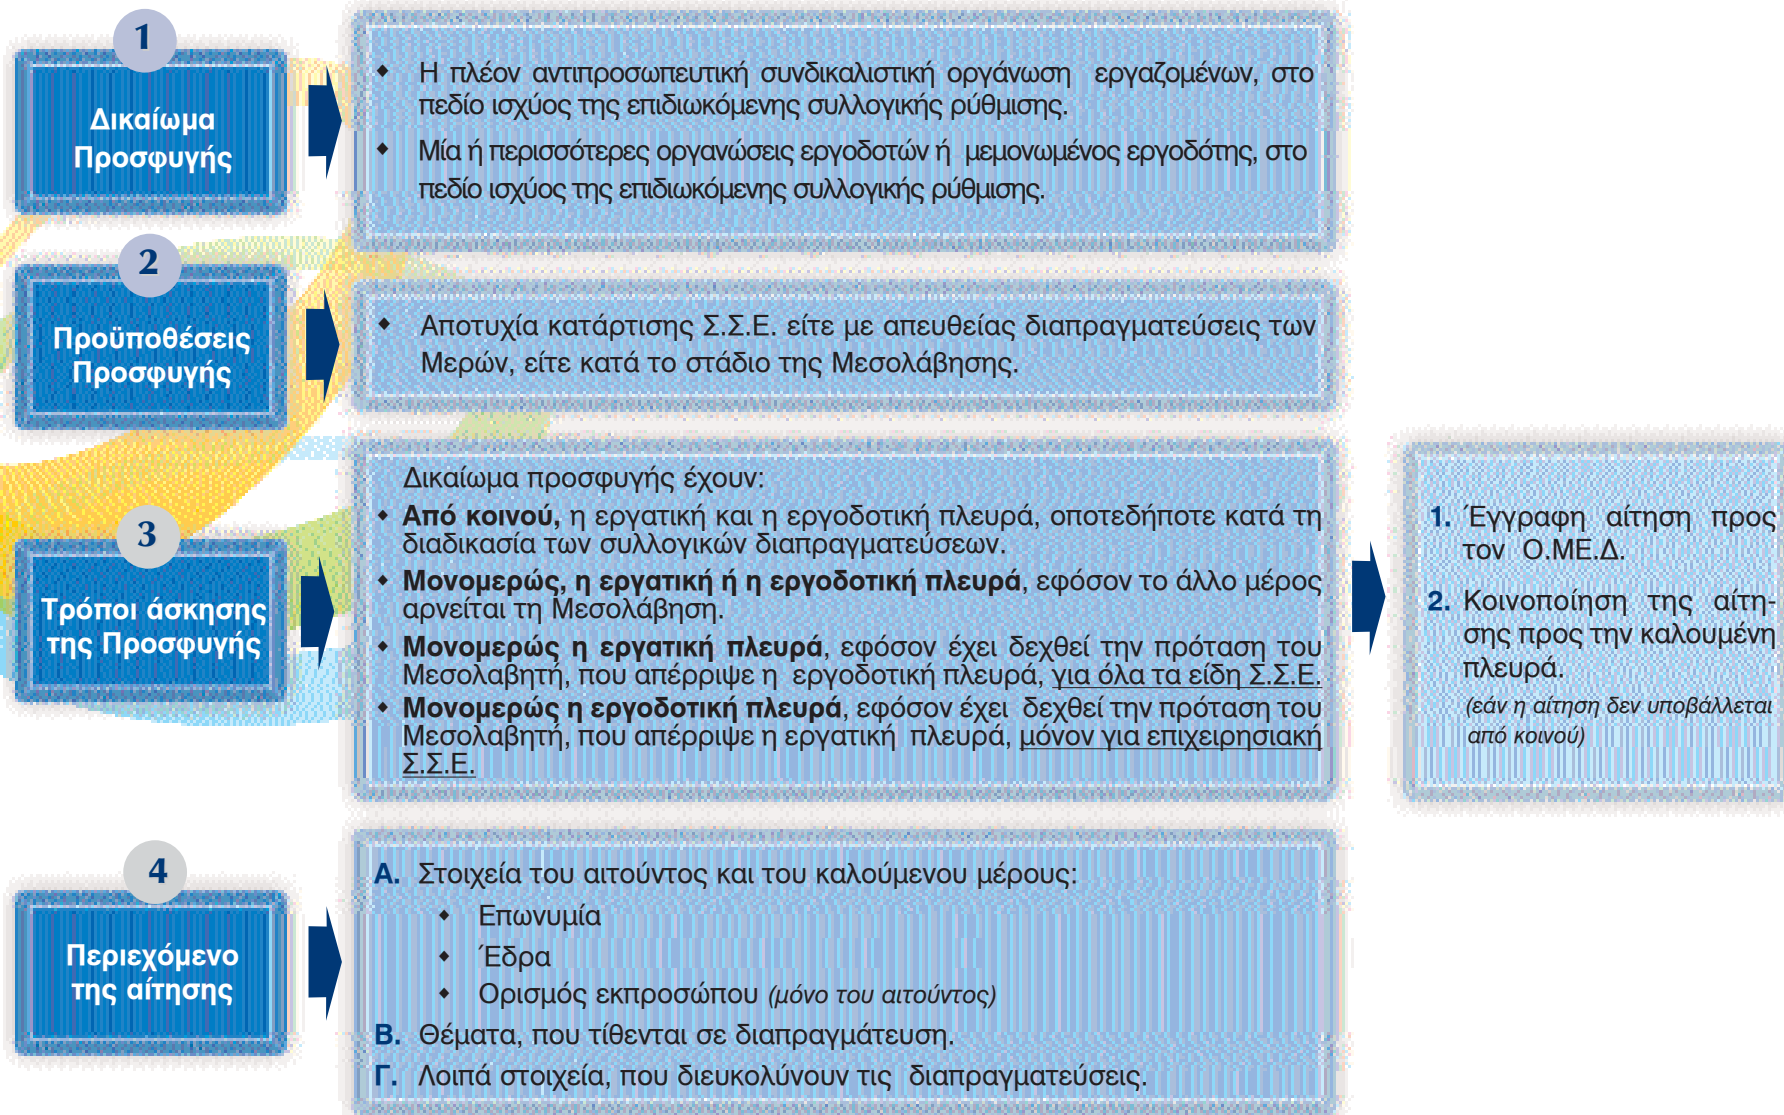 1
Δικαίωμα
Προσφυγής
◆ Η πλέον αντιπροσωπευτική συνδικαλιστική οργάνωση εργαζομένων, στο
πεδίο ισχύος της επιδιωκόμενης συλλογικής ρύθμισης.
◆ Μία ή περισσότερες οργανώσεις εργοδοτών ή μεμονωμένος εργοδότης, στο
πεδίο ισχύος της επιδιωκόμενης συλλογικής ρύθμισης.
2
Προϋποθέσεις
Προσφυγής
◆ Αποτυχία κατάρτισης Σ.Σ.Ε. είτε με απευθείας διαπραγματεύσεις των
Μερών, είτε κατά το στάδιο της Μεσολάβησης.
3
Τρόποι άσκησης
της Προσφυγής
Δικαίωμα προσφυγής έχουν:
◆ Από κοινού, η εργατική και η εργοδοτική πλευρά, οποτεδήποτε κατά τη
διαδικασία των συλλογικών διαπραγματεύσεων.
◆ Μονομερώς, η εργατική ή η εργοδοτική πλευρά, εφόσον το άλλο μέρος
αρνείται τη Μεσολάβηση.
◆ Μονομερώς η εργατική πλευρά, εφόσον έχει δεχθεί την πρόταση του
Μεσολαβητή, που απέρριψε η εργοδοτική πλευρά, για όλα τα είδη Σ.Σ.Ε.
◆ Μονομερώς η εργοδοτική πλευρά, εφόσον έχει δεχθεί την πρόταση του
Μεσολαβητή, που απέρριψε η εργατική πλευρά, μόνον για επιχειρησιακή
Σ.Σ.Ε.
1. Έγγραφη αίτηση προς
τον Ο.ΜΕ.Δ.
2. Κοινοποίηση της αίτη-
σης προς την καλουμένη
πλευρά.
(εάν η αίτηση δεν υποβάλλεται
από κοινού)
4
Περιεχόμενο
της αίτησης
Α. Στοιχεία του αιτούντος και του καλούμενου μέρους:
◆ Επωνυμία
◆ Έδρα
◆ Ορισμός εκπροσώπου (μόνο του αιτούντος)
Β. Θέματα, που τίθενται σε διαπραγμάτευση.
Γ. Λοιπά στοιχεία, που διευκολύνουν τις διαπραγματεύσεις.